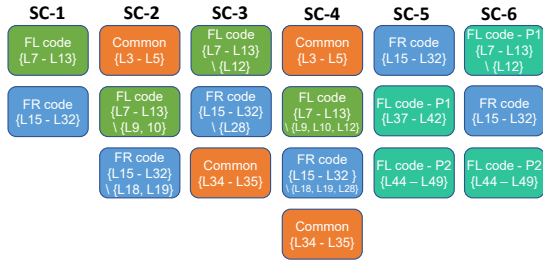 SC-1 SC-2 SC-3 SC-4 SC-5 SC-6
FL code
{L7 - L13}
FR code
{L15 - L32}
Common
{L3 - L5}
FL code
{L7 - L13}
\ {L9, 10}
FR code
{L15 - L32}
\ {L18, L19}
FL code
{L7 - L13}
\ {L12}
FR code
{L15 - L32}
\ {L28}
Common
{L34 - L35}
Common
{L3 - L5}
FL code
{L7 - L13}
\ {L9, L10, L12}
FR code
{L15 - L32 }
\ {L18, L19, L28}
Common
{L34 - L35}
FR code
{L15 - L32}
FL code - P1
{L37 - L42}
FL code - P2
{L44 – L49}
FL code - P1
{L7 - L13}
\ {L12}
FR code
{L15 - L32}
FL code - P2
{L44 – L49}